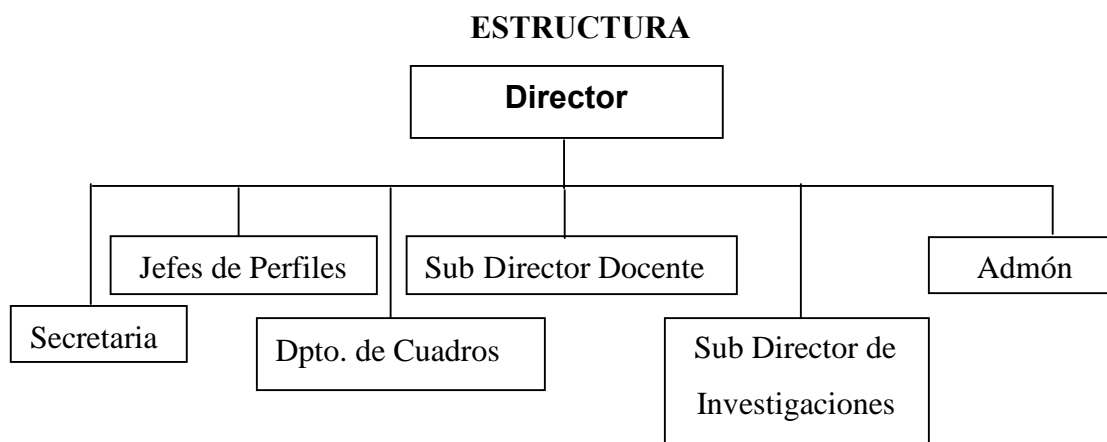 ESTRUCTURA
Director
Jefes de Perfiles
Sub Director Docente
Admón
Secretaria
Dpto. de Cuadros
Sub Director de
Investigaciones